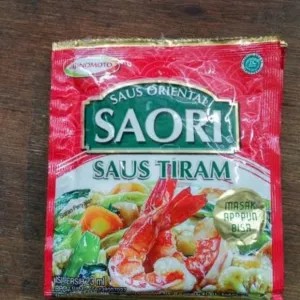 AJINOMOTO
SAUS ORIENTAL
SAORI
SAUS TIRAM
MASAK
APAPUN
BISA